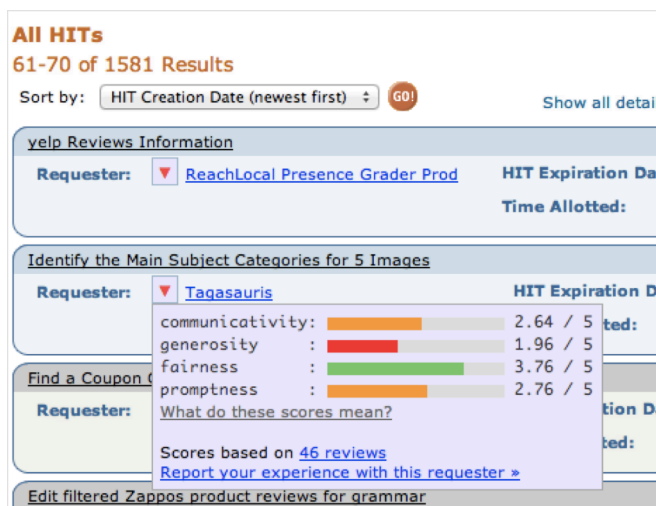 All HITs
61-70 of 1581 Results
Sort by: HIT Creation Date (newest first) GO! Show all detai
yelp Reviews Information
Requester: ReachLocal Presence Grader Prod HIT Expiration Da
Time Allotted:
Identify the Main Subject Categories for 5 Images
Requester: Tagasauris HIT Expiration D
communicativity: 2.64 / 5 ted:
generosity : 1.96 / 5
fairness : 3.76 / 5
Find a Coupon
promptness : 2.76 / 5
Requester: What do these scores mean? tion D
Scores based on 46 reviews ted:
Report your experience with this requester »
Edit filtered Zappos product reviews for grammar